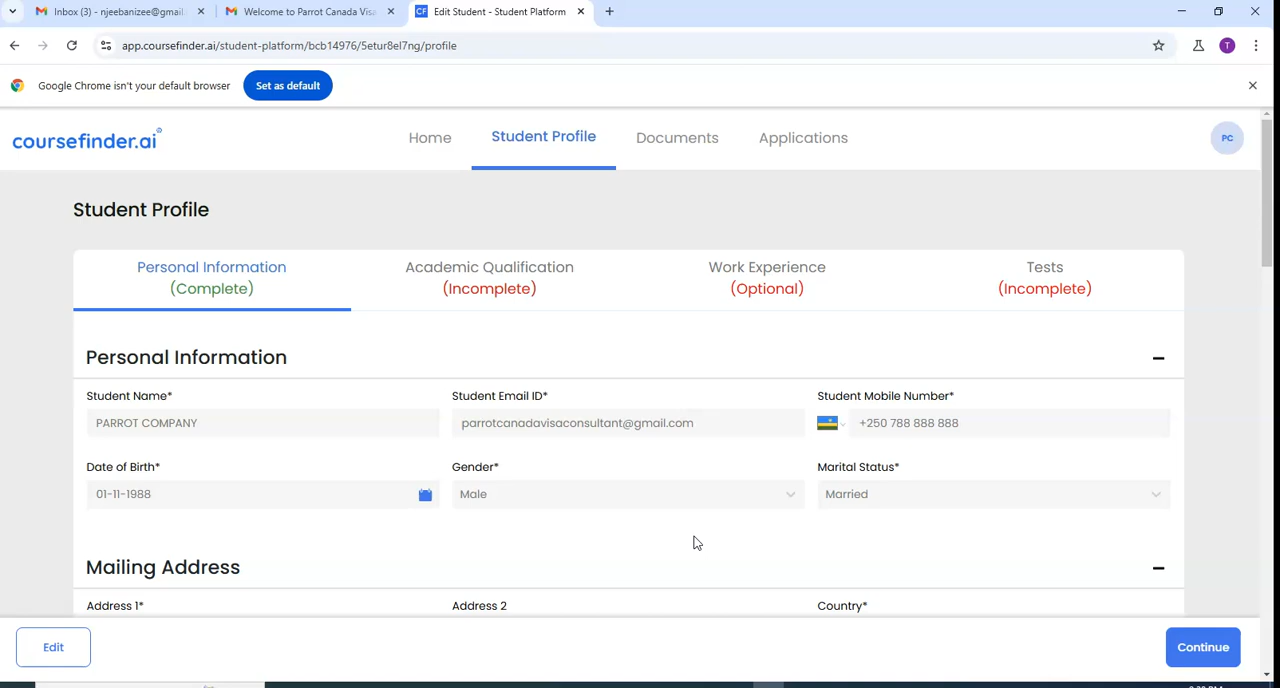 Inbox (3) - njeebanizee@gmail
Welcome to Parrot Canada Visa
CF Edit Student - Student Platform
app.coursefinder.ai/student-platform/bcb14976/5etur8el7ng/profile
T
Google Chrome isn't your default browser
Set as default
coursefinder.ai
Home
Student Profile
Documents
Applications
PC
Student Profile
Personal Information
(Complete)
Academic Qualification
(Incomplete)
Work Experience
(Optional)
Tests
(Incomplete)
Personal Information
Student Name*
Student Email ID*
Student Mobile Number*
PARROT COMPANY
parrotcanadavisaconsultant@gmail.com
+250 788 888 888
Date of Birth*
Gender*
Marital Status*
01-11-1988
Male
Married
Mailing Address
Address 1*
Address 2
Country*
Edit
Continue